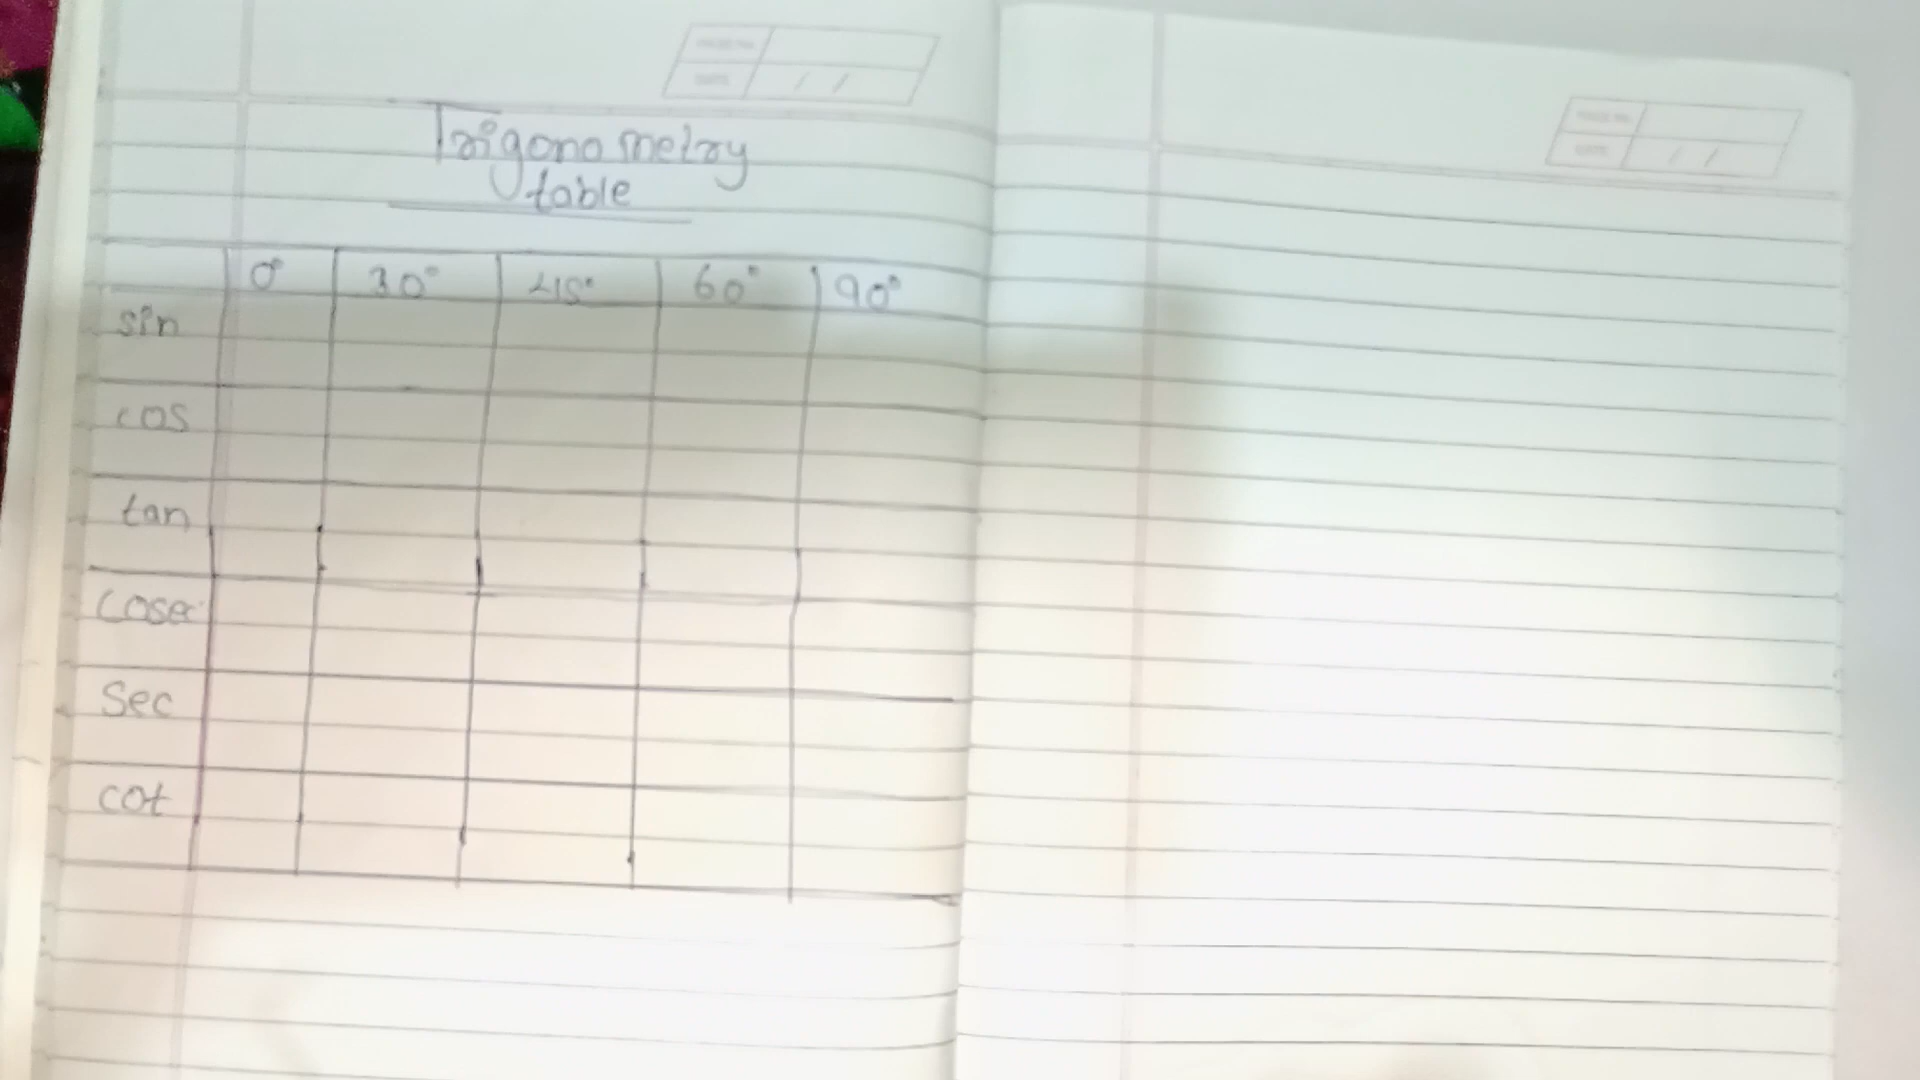 Trigonometry
table
0° 30° 45° 60° 90°
sin
cos
tan
Cosec
Sec
cot